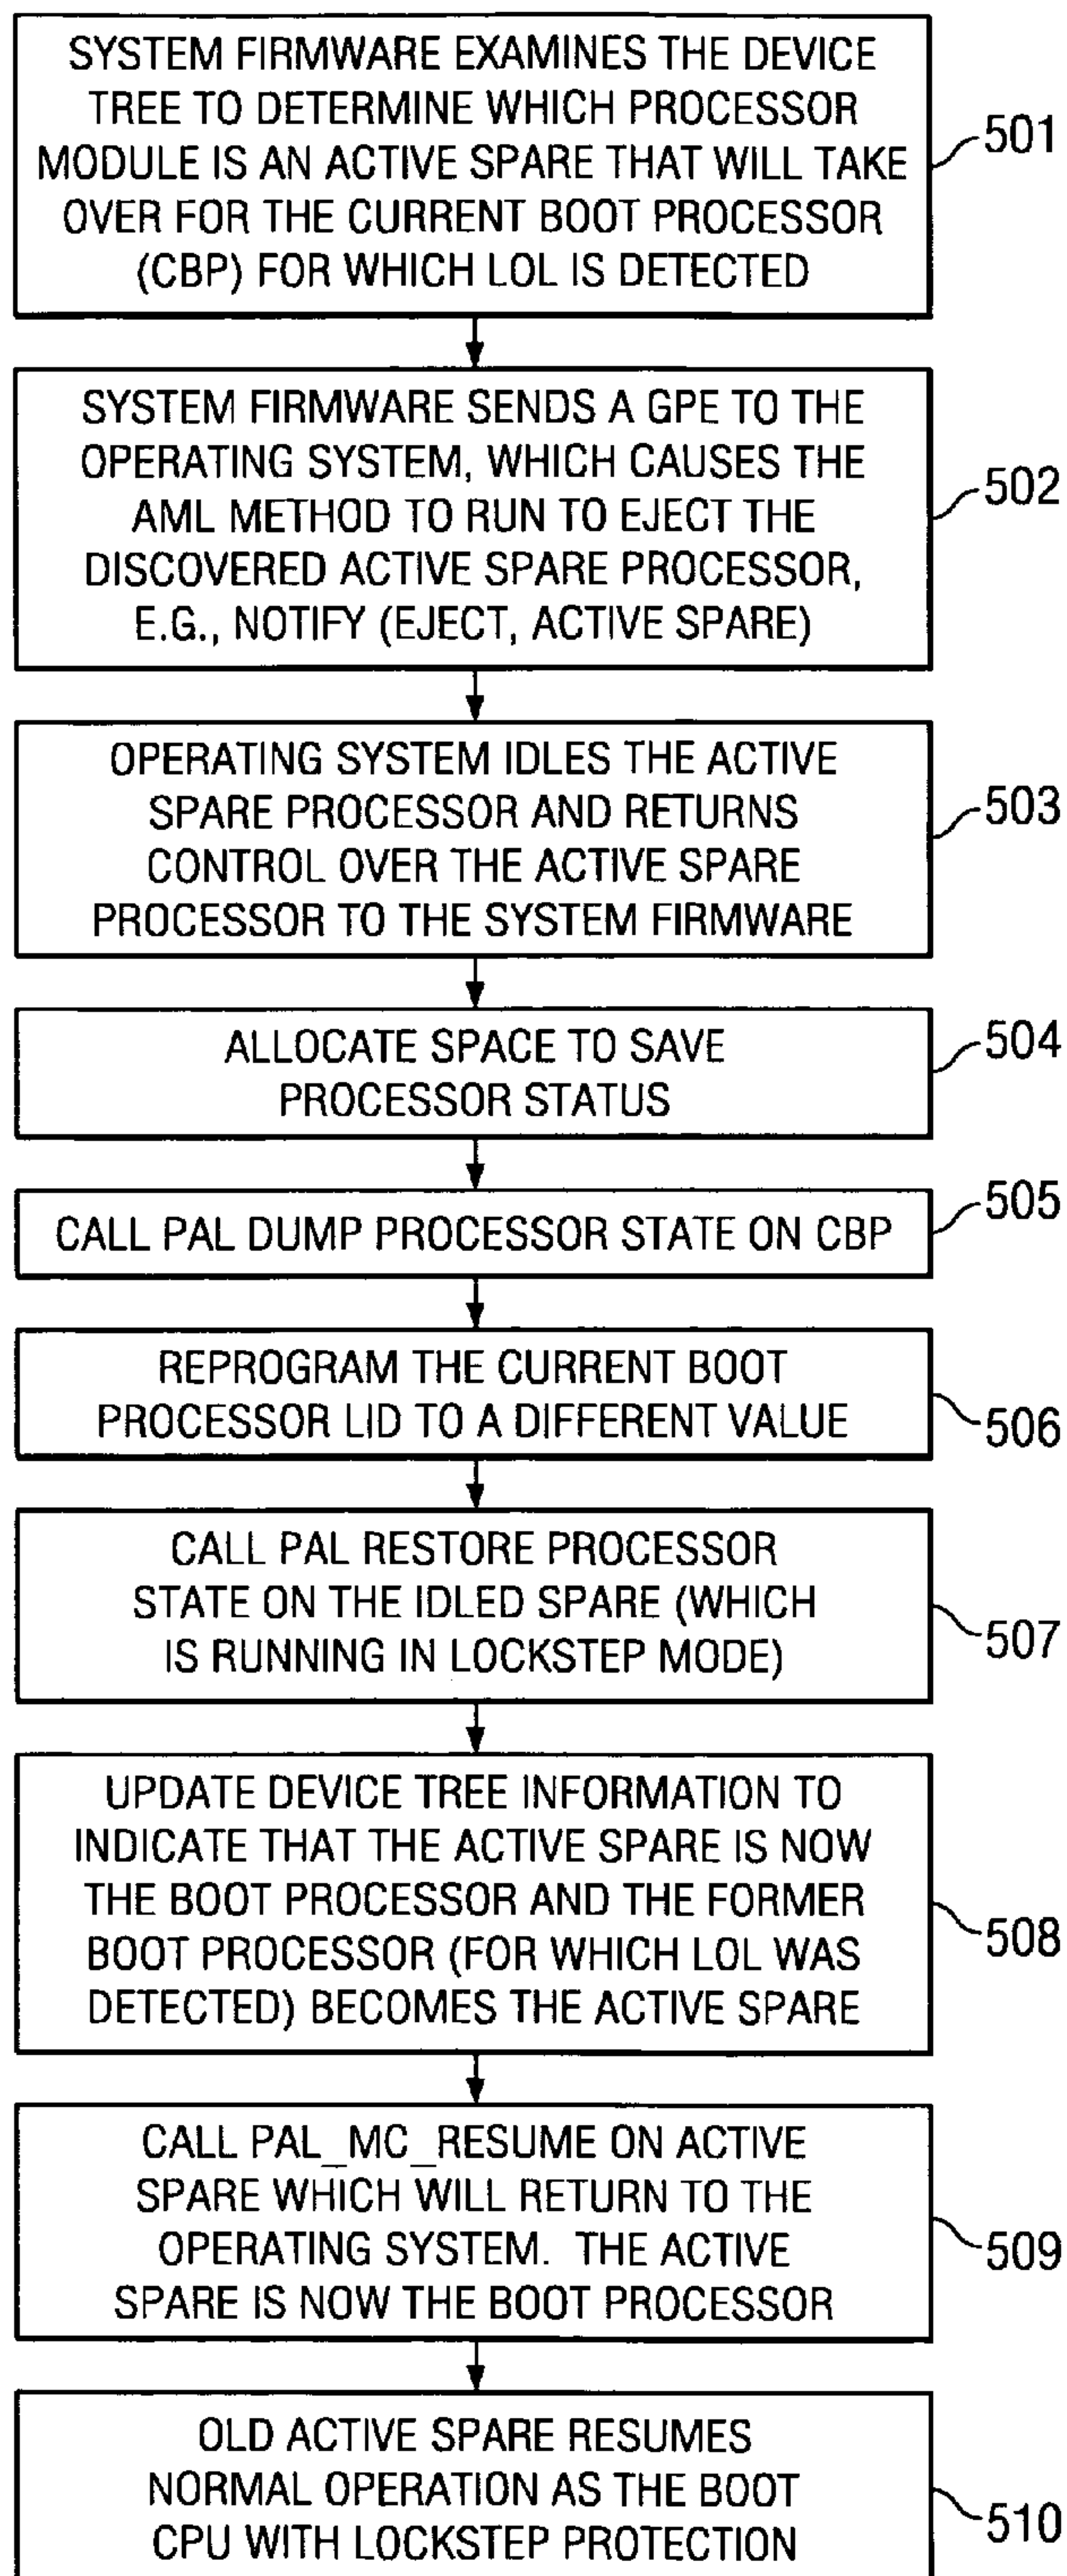 SYSTEM FIRMWARE EXAMINES THE DEVICE
TREE TO DETERMINE WHICH PROCESSOR
MODULE IS AN ACTIVE SPARE THAT WILL TAKE
OVER FOR THE CURRENT BOOT PROCESSOR
(CBP) FOR WHICH LOL IS DETECTED
501
SYSTEM FIRMWARE SENDS A GPE TO THE
OPERATING SYSTEM, WHICH CAUSES THE
AML METHOD TO RUN TO EJECT THE
DISCOVERED ACTIVE SPARE PROCESSOR,
E.G., NOTIFY (EJECT, ACTIVE SPARE)
502
OPERATING SYSTEM IDLES THE ACTIVE
SPARE PROCESSOR AND RETURNS
CONTROL OVER THE ACTIVE SPARE
PROCESSOR TO THE SYSTEM FIRMWARE
503
ALLOCATE SPACE TO SAVE
PROCESSOR STATUS
504
CALL PAL DUMP PROCESSOR STATE ON CBP
505
REPROGRAM THE CURRENT BOOT
PROCESSOR LID TO A DIFFERENT VALUE
506
CALL PAL RESTORE PROCESSOR
STATE ON THE IDLED SPARE (WHICH
IS RUNNING IN LOCKSTEP MODE)
507
UPDATE DEVICE TREE INFORMATION TO
INDICATE THAT THE ACTIVE SPARE IS NOW
THE BOOT PROCESSOR AND THE FORMER
BOOT PROCESSOR (FOR WHICH LOL WAS
DETECTED) BECOMES THE ACTIVE SPARE
508
CALL PAL_MC_RESUME ON ACTIVE
SPARE WHICH WILL RETURN TO THE
OPERATING SYSTEM. THE ACTIVE
SPARE IS NOW THE BOOT PROCESSOR
509
OLD ACTIVE SPARE RESUMES
NORMAL OPERATION AS THE BOOT
CPU WITH LOCKSTEP PROTECTION
510